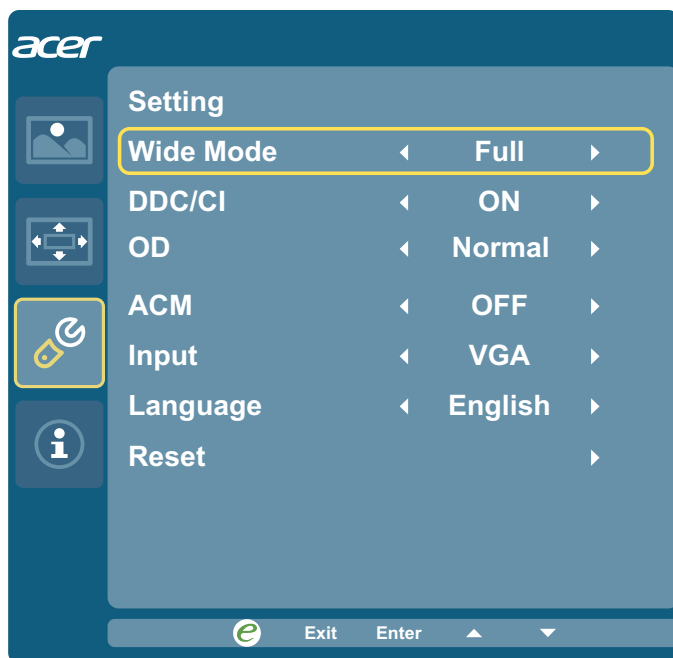 acer
Setting
Wide Mode Full
DDC/CI ON
OD Normal
ACM OFF
Input VGA
Language English
Reset
e Exit Enter